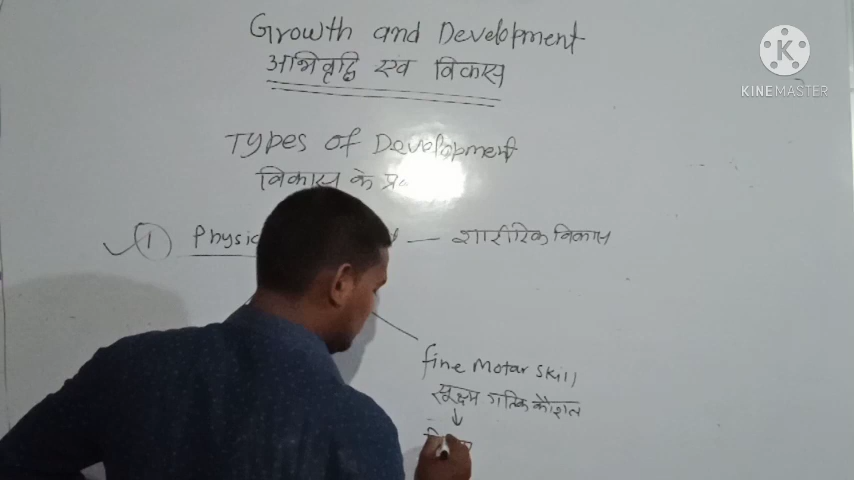 Growth and Development
अभिवृद्धि एवं विकास
KINEMASTER
Types of Development
विकास के
1 Physic — शारीरिक विकास
fine Motar Skill
सूक्ष्म गतिक कौशल